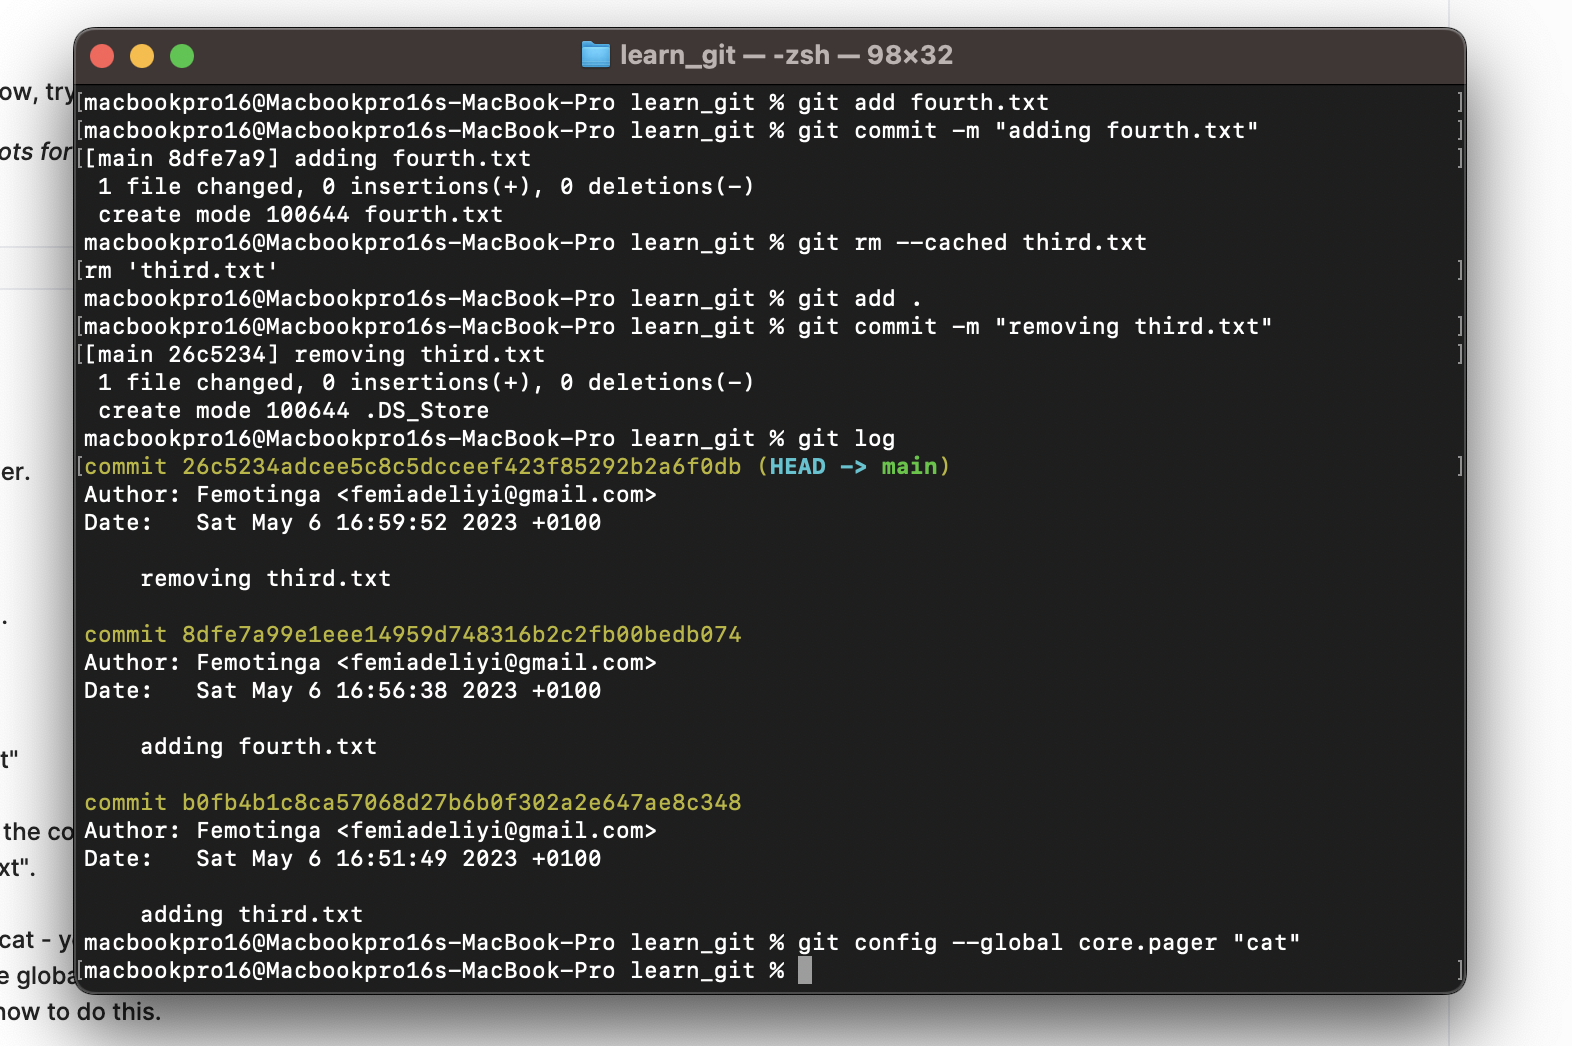 learn_git — -zsh — 98×32
ow, try
ots for
er.
.
t"
the co
xt".
cat - y
e globa
now to do this.
[macbookpro16@Macbookpro16s-MacBook-Pro learn_git % git add fourth.txt ]
[macbookpro16@Macbookpro16s-MacBook-Pro learn_git % git commit -m "adding fourth.txt" ]
[[main 8dfe7a9] adding fourth.txt ]
 1 file changed, 0 insertions(+), 0 deletions(-)
 create mode 100644 fourth.txt
macbookpro16@Macbookpro16s-MacBook-Pro learn_git % git rm --cached third.txt
[rm 'third.txt' ]
macbookpro16@Macbookpro16s-MacBook-Pro learn_git % git add .
[macbookpro16@Macbookpro16s-MacBook-Pro learn_git % git commit -m "removing third.txt" ]
[[main 26c5234] removing third.txt ]
 1 file changed, 0 insertions(+), 0 deletions(-)
 create mode 100644 .DS_Store
macbookpro16@Macbookpro16s-MacBook-Pro learn_git % git log
[commit 26c5234adcee5c8c5dcceef423f85292b2a6f0db (HEAD -> main) ]
Author: Femotinga <femiadeliyi@gmail.com>
Date:   Sat May 6 16:59:52 2023 +0100
    removing third.txt
commit 8dfe7a99e1eee14959d748316b2c2fb00bedb074
Author: Femotinga <femiadeliyi@gmail.com>
Date:   Sat May 6 16:56:38 2023 +0100
    adding fourth.txt
commit b0fb4b1c8ca57068d27b6b0f302a2e647ae8c348
Author: Femotinga <femiadeliyi@gmail.com>
Date:   Sat May 6 16:51:49 2023 +0100
    adding third.txt
macbookpro16@Macbookpro16s-MacBook-Pro learn_git % git config --global core.pager "cat"
[macbookpro16@Macbookpro16s-MacBook-Pro learn_git % ]